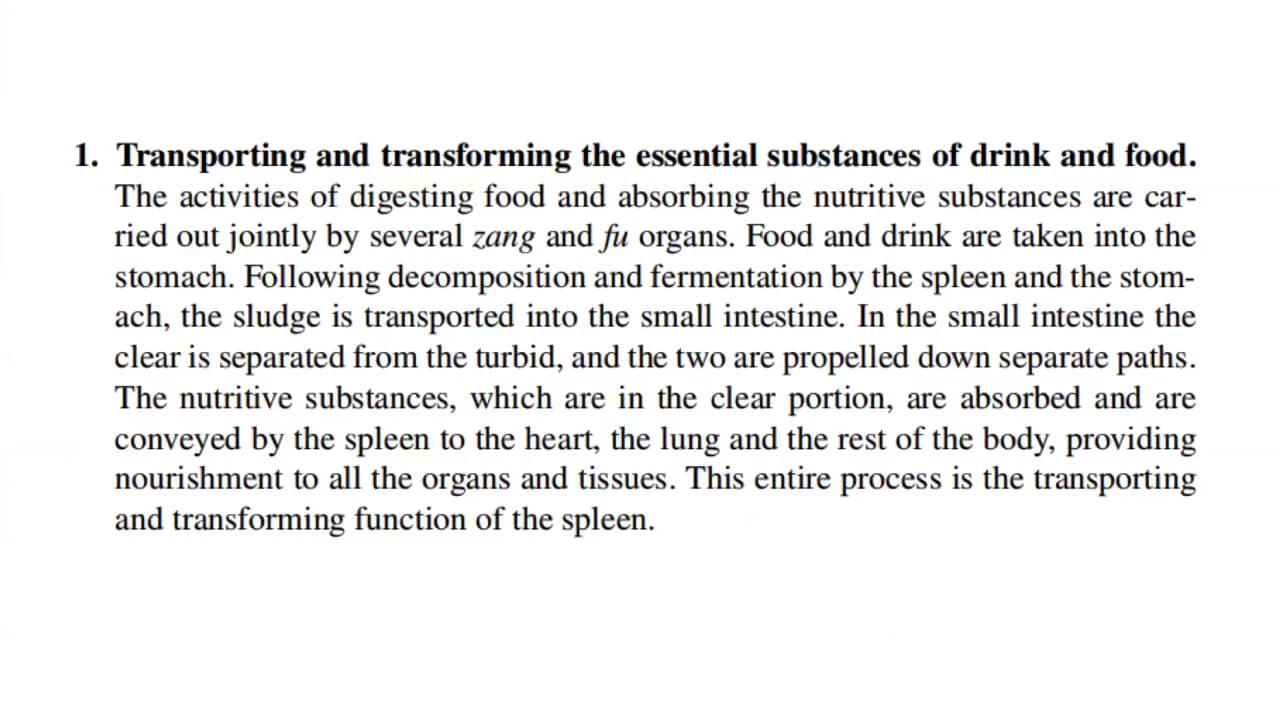 1. Transporting and transforming the essential substances of drink and food.
The activities of digesting food and absorbing the nutritive substances are car-
ried out jointly by several zang and fu organs. Food and drink are taken into the
stomach. Following decomposition and fermentation by the spleen and the stom-
ach, the sludge is transported into the small intestine. In the small intestine the
clear is separated from the turbid, and the two are propelled down separate paths.
The nutritive substances, which are in the clear portion, are absorbed and are
conveyed by the spleen to the heart, the lung and the rest of the body, providing
nourishment to all the organs and tissues. This entire process is the transporting
and transforming function of the spleen.